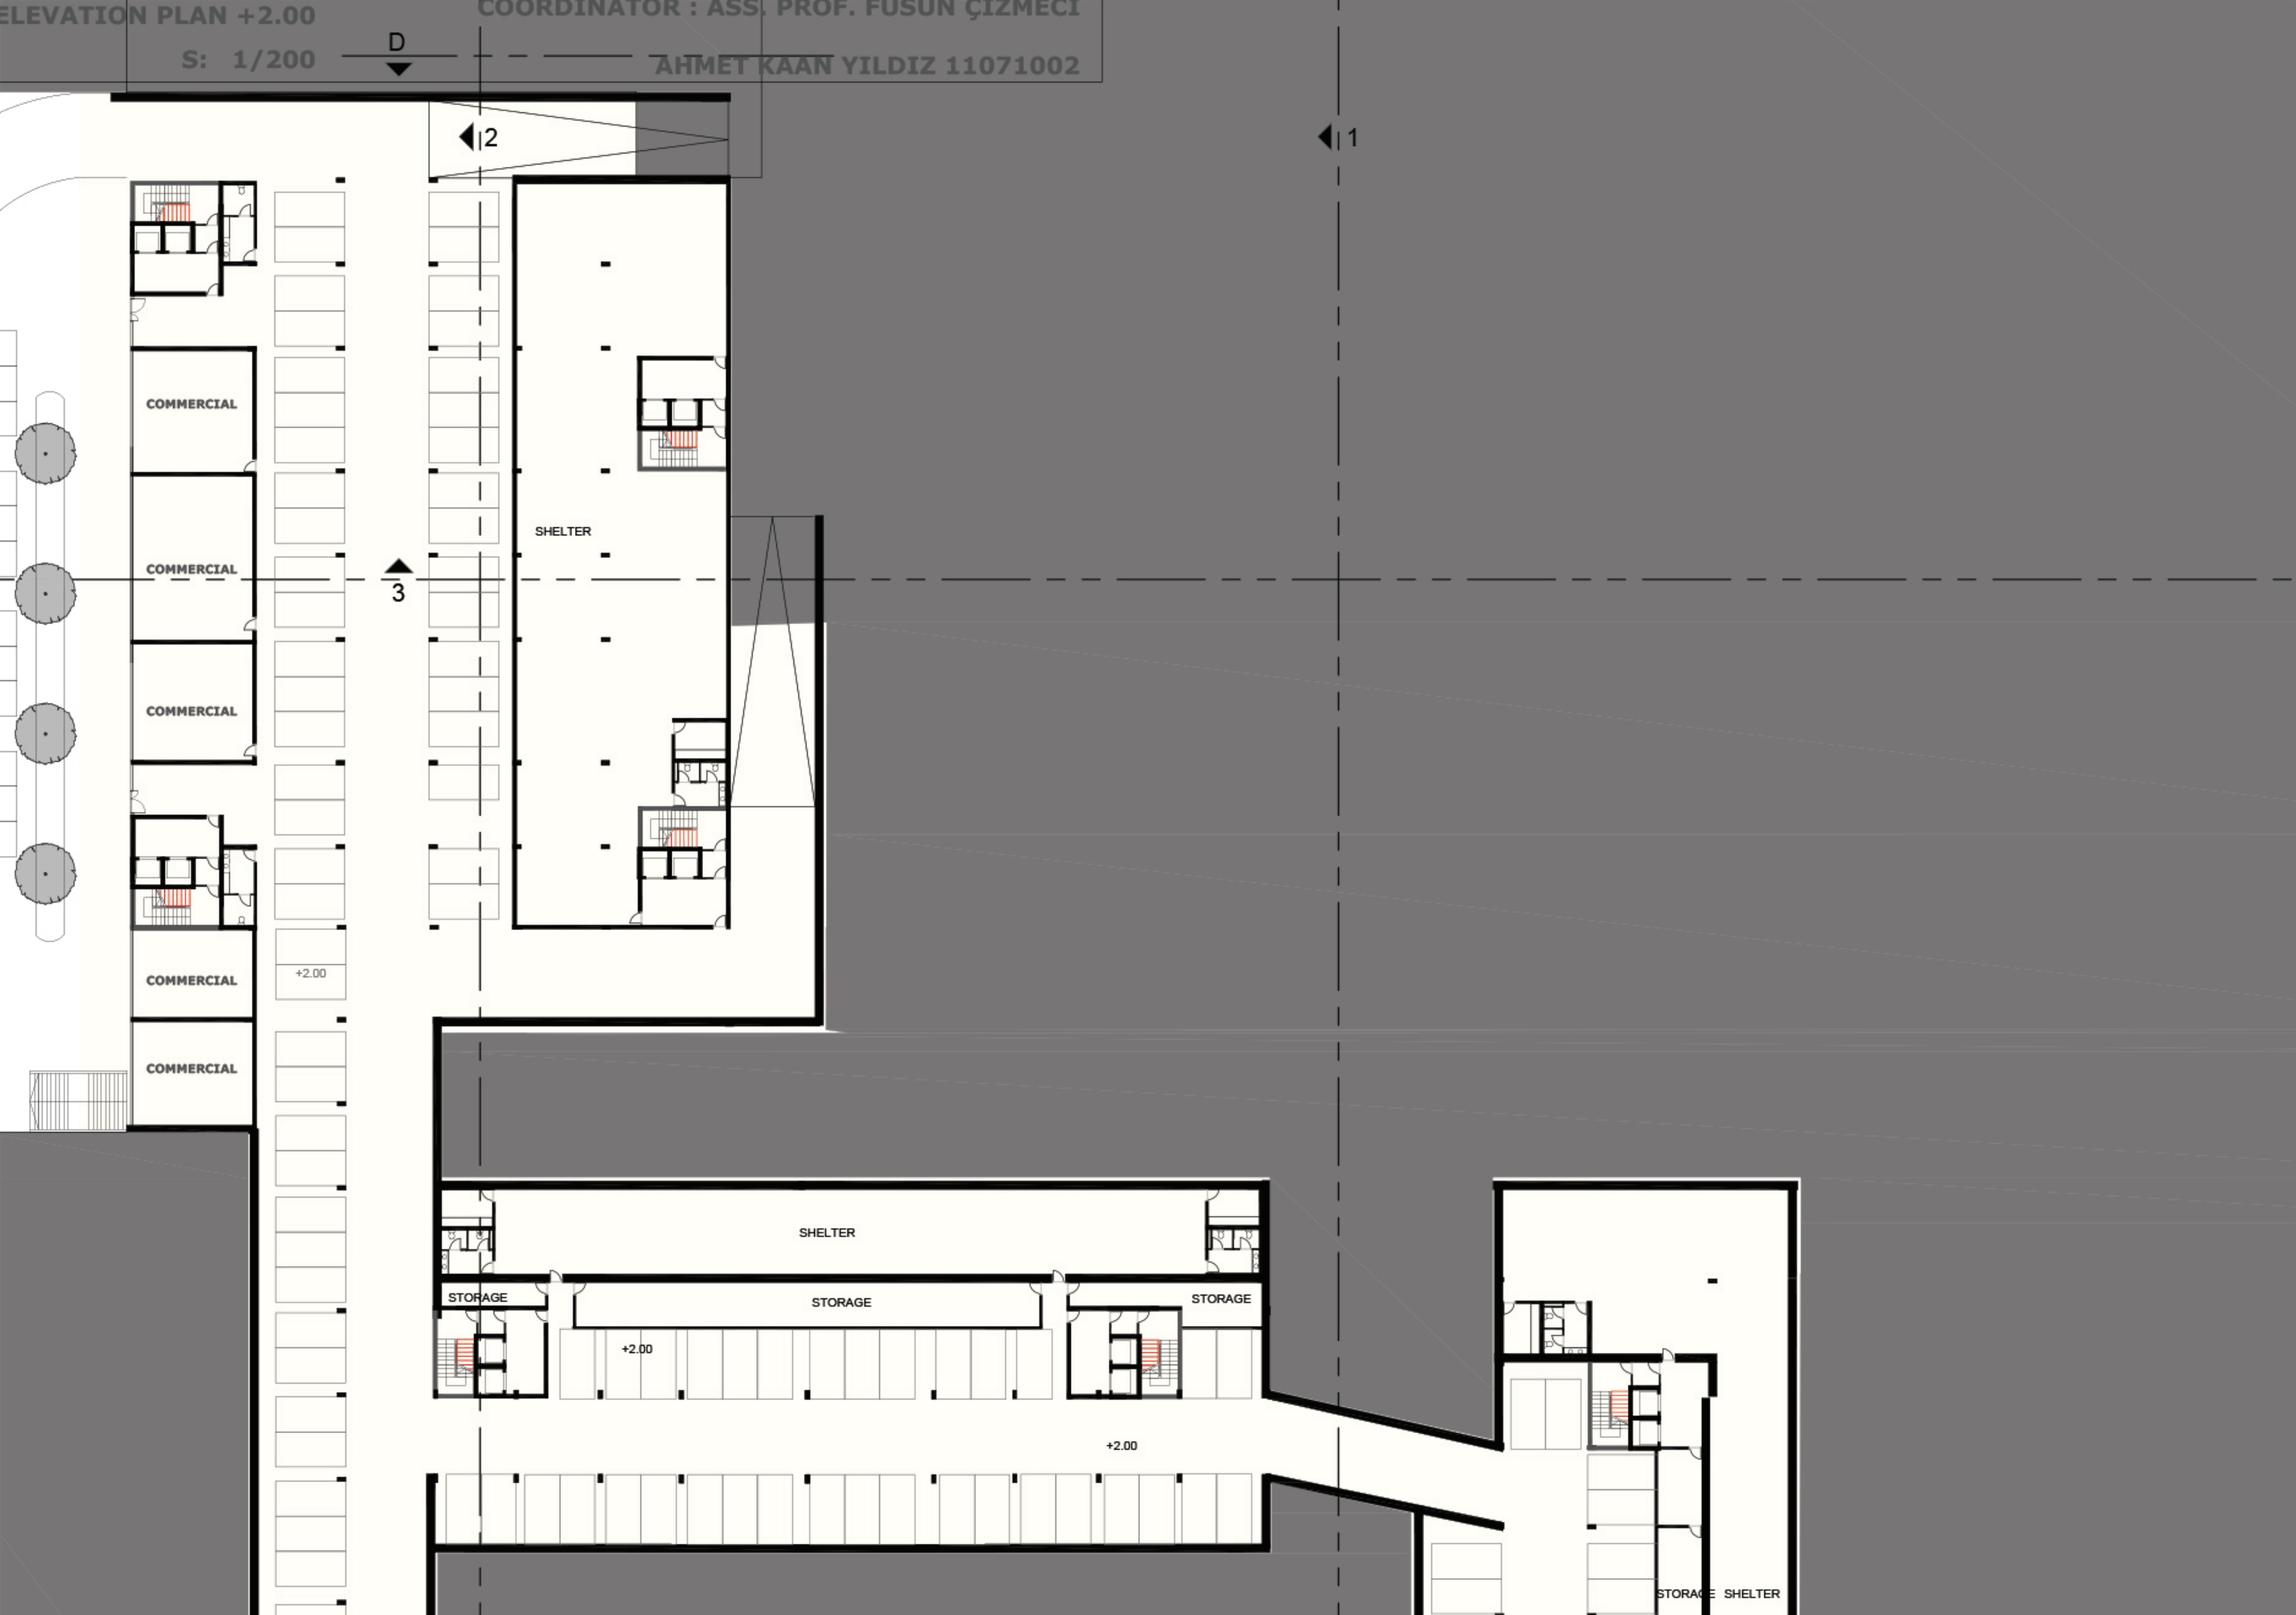 ELEVATION PLAN +2.00
COORDINATOR : ASS. PROF. FUSUN ÇIZMECI
S: 1/200
D
AHMET KAAN YILDIZ 11071002
2
1
COMMERCIAL
SHELTER
COMMERCIAL
3
COMMERCIAL
+2.00
COMMERCIAL
COMMERCIAL
SHELTER
STORAGE
STORAGE
STORAGE
+2.00
+2.00
STORAGE
SHELTER